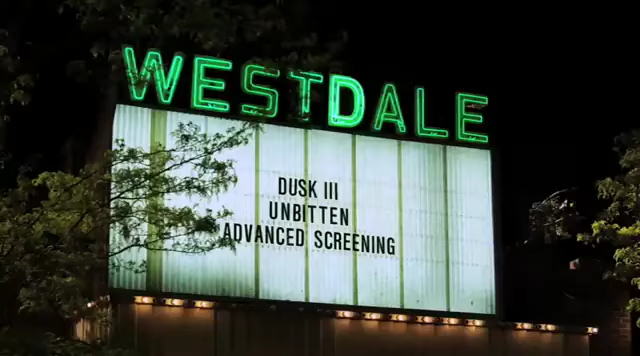 WESTDALE
DUSK III
UNBITTEN
ADVANCED SCREENING